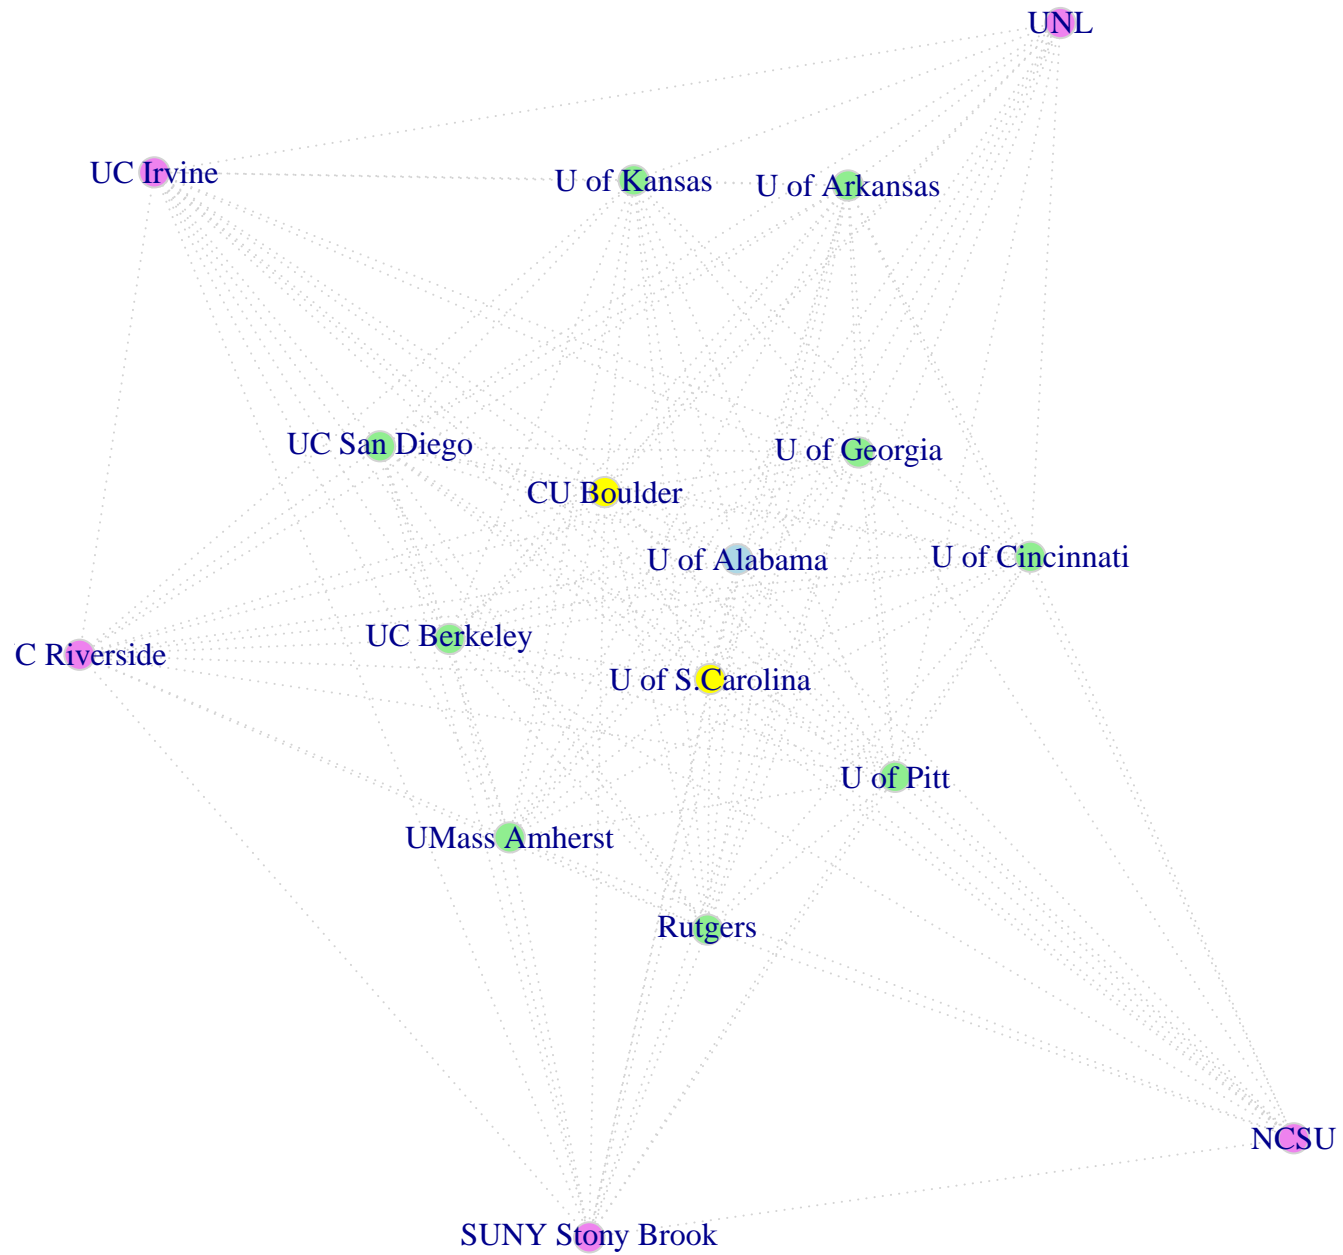 UNL
UC Irvine
U of Kansas
U of Arkansas
UC San Diego
U of Georgia
CU Boulder
U of Alabama
U of Cincinnati
UC Berkeley
C Riverside
U of S.Carolina
U of Pitt
UMass Amherst
Rutgers
NCSU
SUNY Stony Brook